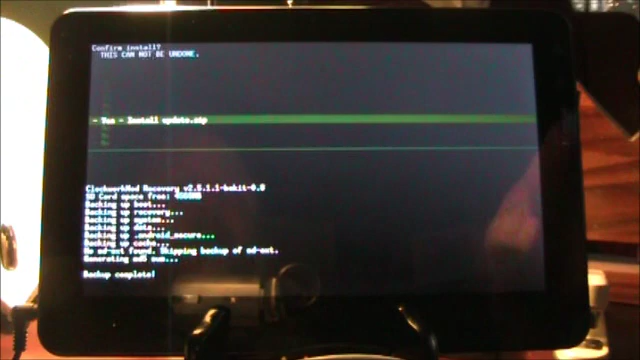 Confirm install?
THIS CAN NOT BE UNDONE.
- Yes - Install update.zip
ClockworkMod Recovery v2.5.1.1-bekit-0.8
SD Card space free: MB
Backing up boot...
Backing up recovery...
Backing up system...
Backing up data...
Backing up .android_secure...
Backing up cache...
No sd-ext found. Skipping backup of sd-ext.
Generating md5 sum...
Backup complete!